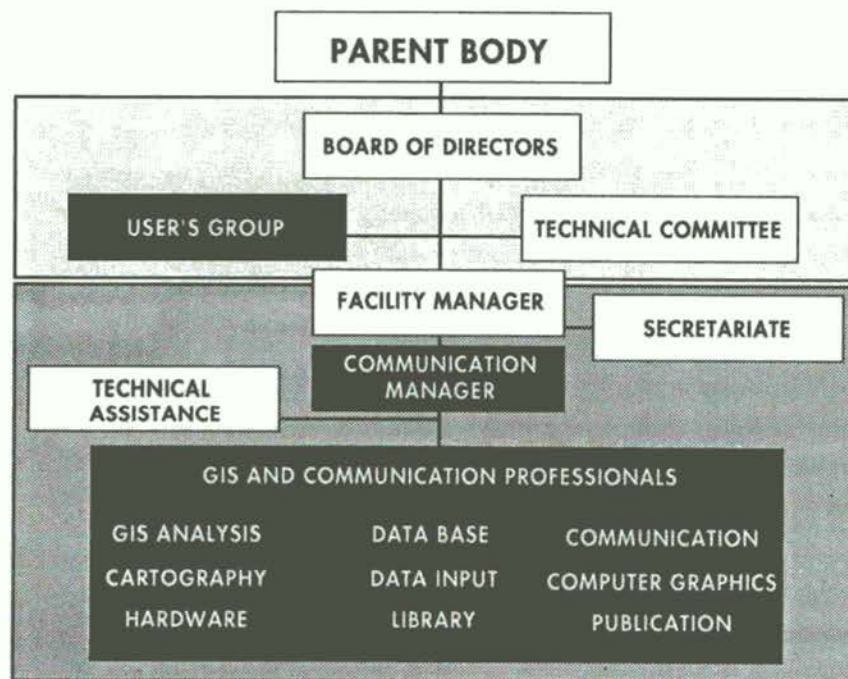 PARENT BODY
BOARD OF DIRECTORS
USER'S GROUP
TECHNICAL COMMITTEE
FACILITY MANAGER
SECRETARIATE
COMMUNICATION
MANAGER
TECHNICAL
ASSISTANCE
GIS AND COMMUNICATION PROFESSIONALS
GIS ANALYSIS DATA BASE COMMUNICATION
CARTOGRAPHY DATA INPUT COMPUTER GRAPHICS
HARDWARE LIBRARY PUBLICATION